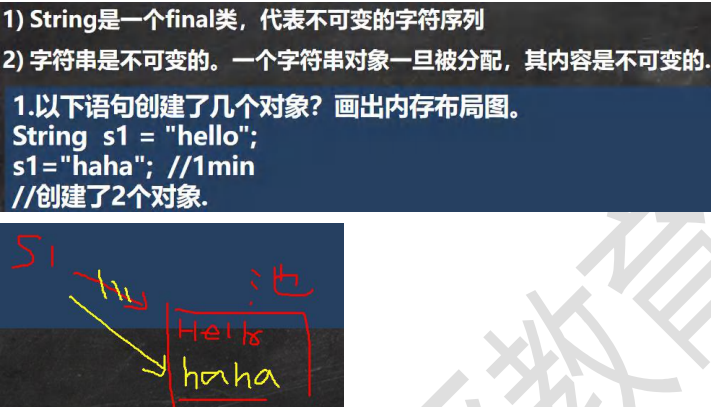 1) String是一个final类，代表不可变的字符序列
2) 字符串是不可变的。一个字符串对象一旦被分配，其内容是不可变的.
1.以下语句创建了几个对象？画出内存布局图。
String s1 = "hello";
s1="haha"; //1min
//创建了2个对象.
S1
池
Hello
haha
教育